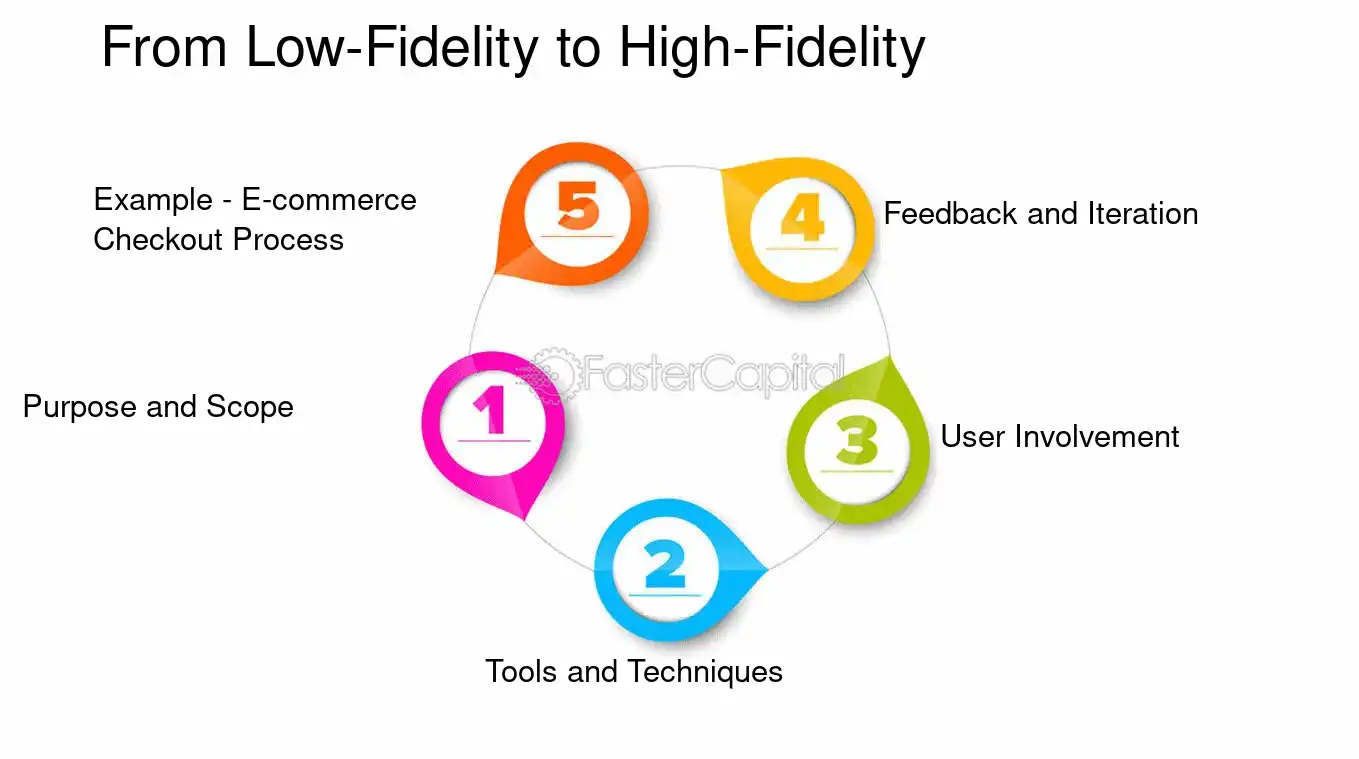 From Low-Fidelity to High-Fidelity
5
4
Example - E-commerce
Checkout Process
Feedback and Iteration
FasterCapital
1
Purpose and Scope
3
User Involvement
2
Tools and Techniques